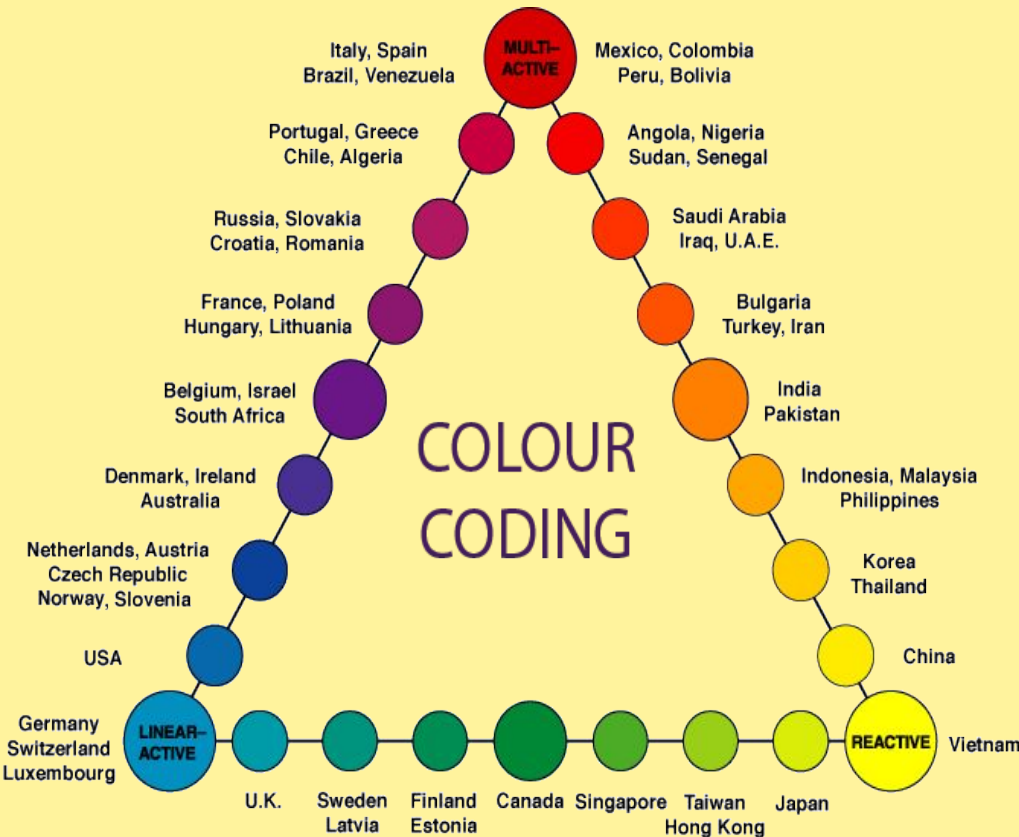 MULTI-
ACTIVE
Italy, Spain
Brazil, Venezuela
Mexico, Colombia
Peru, Bolivia
Portugal, Greece
Chile, Algeria
Angola, Nigeria
Sudan, Senegal
Russia, Slovakia
Croatia, Romania
Saudi Arabia
Iraq, U.A.E.
France, Poland
Hungary, Lithuania
Bulgaria
Turkey, Iran
Belgium, Israel
South Africa
India
Pakistan
COLOUR
CODING
Denmark, Ireland
Australia
Indonesia, Malaysia
Philippines
Netherlands, Austria
Czech Republic
Norway, Slovenia
Korea
Thailand
USA
China
Germany
Switzerland
Luxembourg
LINEAR-
ACTIVE
REACTIVE
Vietnam
U.K.
Sweden
Latvia
Finland
Estonia
Canada
Singapore
Taiwan
Hong Kong
Japan